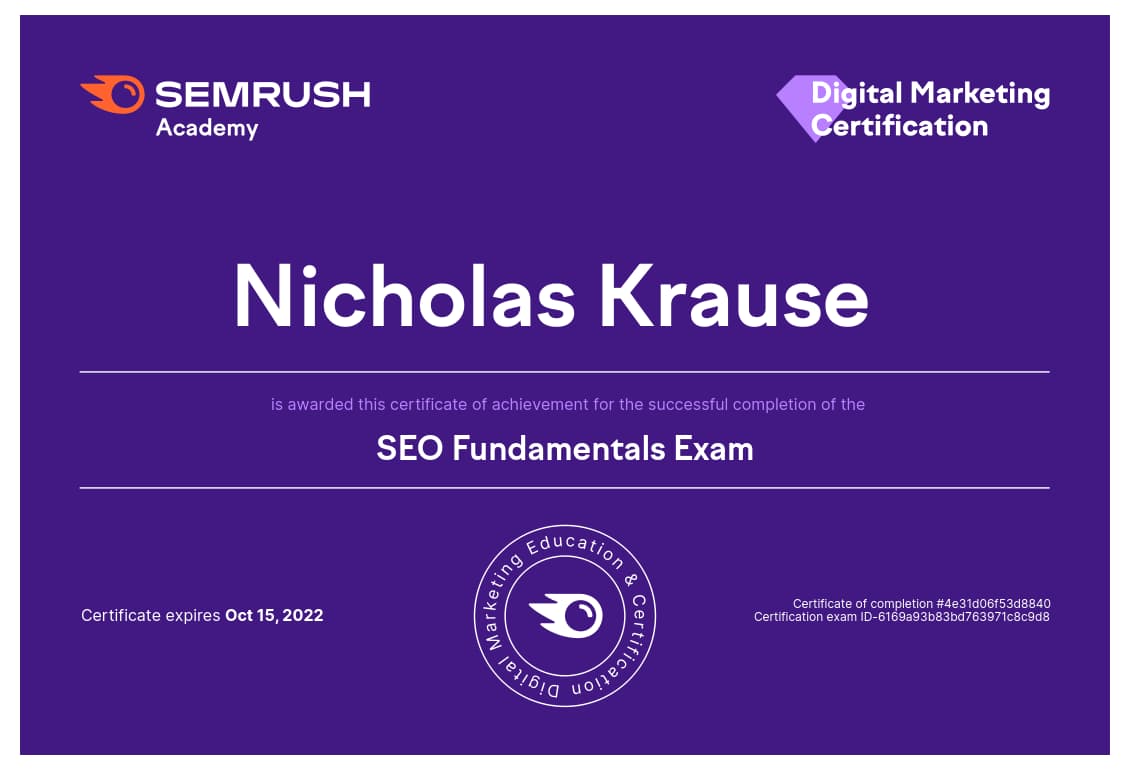 SEMRUSH
Academy
Digital Marketing
Certification
Nicholas Krause
is awarded this certificate of achievement for the successful completion of the
SEO Fundamentals Exam
Certificate expires Oct 15, 2022
Digital Marketing Education & Certification
Certificate of completion #4e31d06f53d8840
Certification exam ID-6169a93b83bd763971c8c9d8